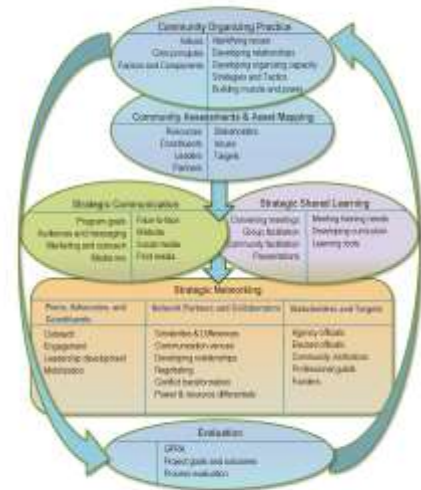 Community Organizing Practice
Values
Core principles
Factors and Components
Identifying issues
Developing relationships
Developing organizing capacity
Strategies and Tactics
Building muscle and power
Community Assessments & Asset Mapping
Resources
Constituents
Leaders
Partners
Stakeholders
Issues
Targets
Strategic Communication
Program goals
Audiences and messaging
Marketing and outreach
Media mix
Face-to-face
Website
Social media
Print media
Strategic Shared Learning
Convening meetings
Group facilitation
Community facilitation
Presentations
Meeting training needs
Developing curriculum
Learning tools
Strategic Networking
Peers, Advocates, and
Constituents
Outreach
Engagement
Leadership development
Mobilization
Network Partners and Collaborators
Similarities & Differences
Communication venues
Developing relationships
Negotiating
Conflict transformation
Power & resource differentials
Stakeholders and Targets
Agency officials
Elected officials
Community institutions
Professional guilds
Funders
Evaluation
GPRA
Project goals and outcomes
Process evaluation